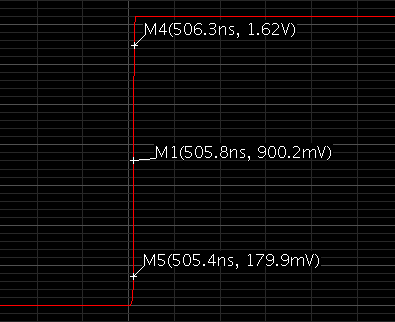 M4(506.3ns, 1.62V)
M1(505.8ns, 900.2mV)
M5(505.4ns, 179.9mV)